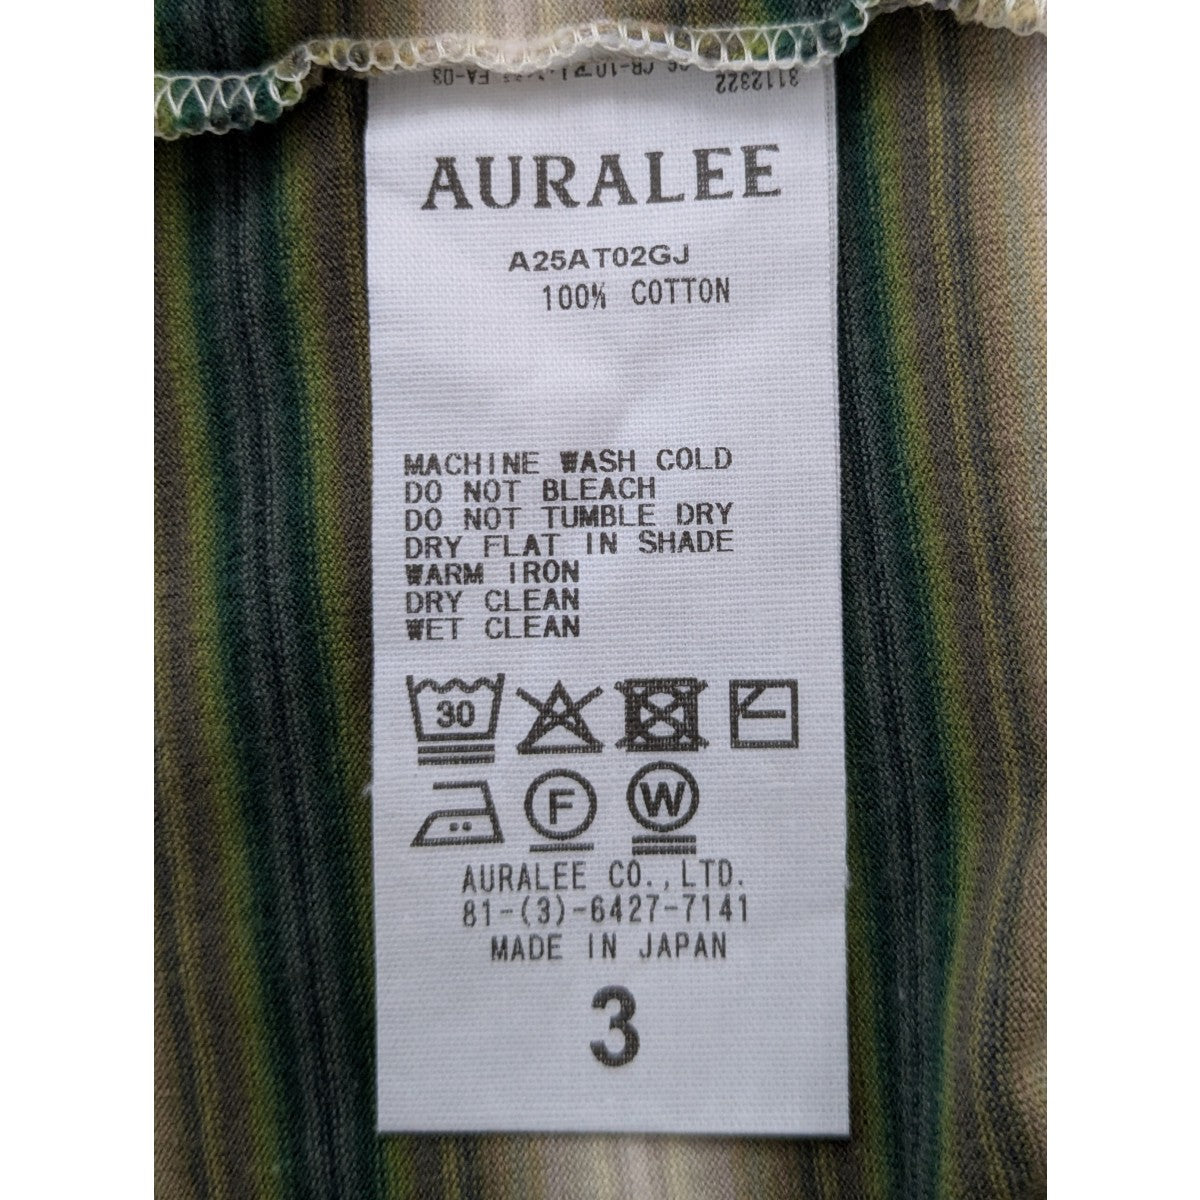 3112322
AURALEE
A25AT02GJ
100% COTTON
MACHINE WASH COLD
DO NOT BLEACH
DO NOT TUMBLE DRY
DRY FLAT IN SHADE
WARM IRON
DRY CLEAN
WET CLEAN
30
F
W
AURALEE CO.,LTD.
81-(3)-6427-7141
MADE IN JAPAN
3